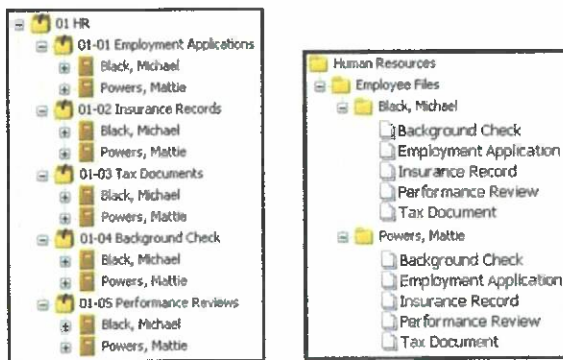 01 HR
01-01 Employment Applications
Black, Michael
Powers, Mattie
01-02 Insurance Records
Black, Michael
Powers, Mattie
01-03 Tax Documents
Black, Michael
Powers, Mattie
01-04 Background Check
Black, Michael
Powers, Mattie
01-05 Performance Reviews
Black, Michael
Powers, Mattie
Human Resources
Employee Files
Black, Michael
Background Check
Employment Application
Insurance Record
Performance Review
Tax Document
Powers, Mattie
Background Check
Employment Application
Insurance Record
Performance Review
Tax Document